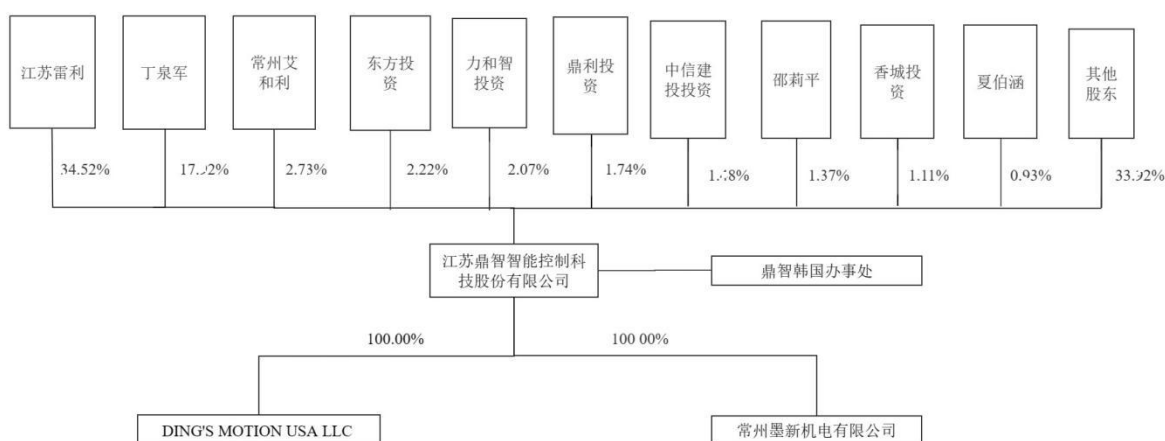 江苏雷利
丁泉军
常州艾
和利
东方投
资
力和智
投资
鼎利投
资
中信建
投投资
邵莉平
香城投
资
夏伯涵
其他
股东
34.52%
2.73%
2.22%
2.07%
1.74%
1.37%
1.11%
0.93%
33.92%
江苏鼎智智能控制科
技股份有限公司
鼎智韩国办事处
100.00%
100 00%
DING'S MOTION USA LLC
常州墨新机电有限公司